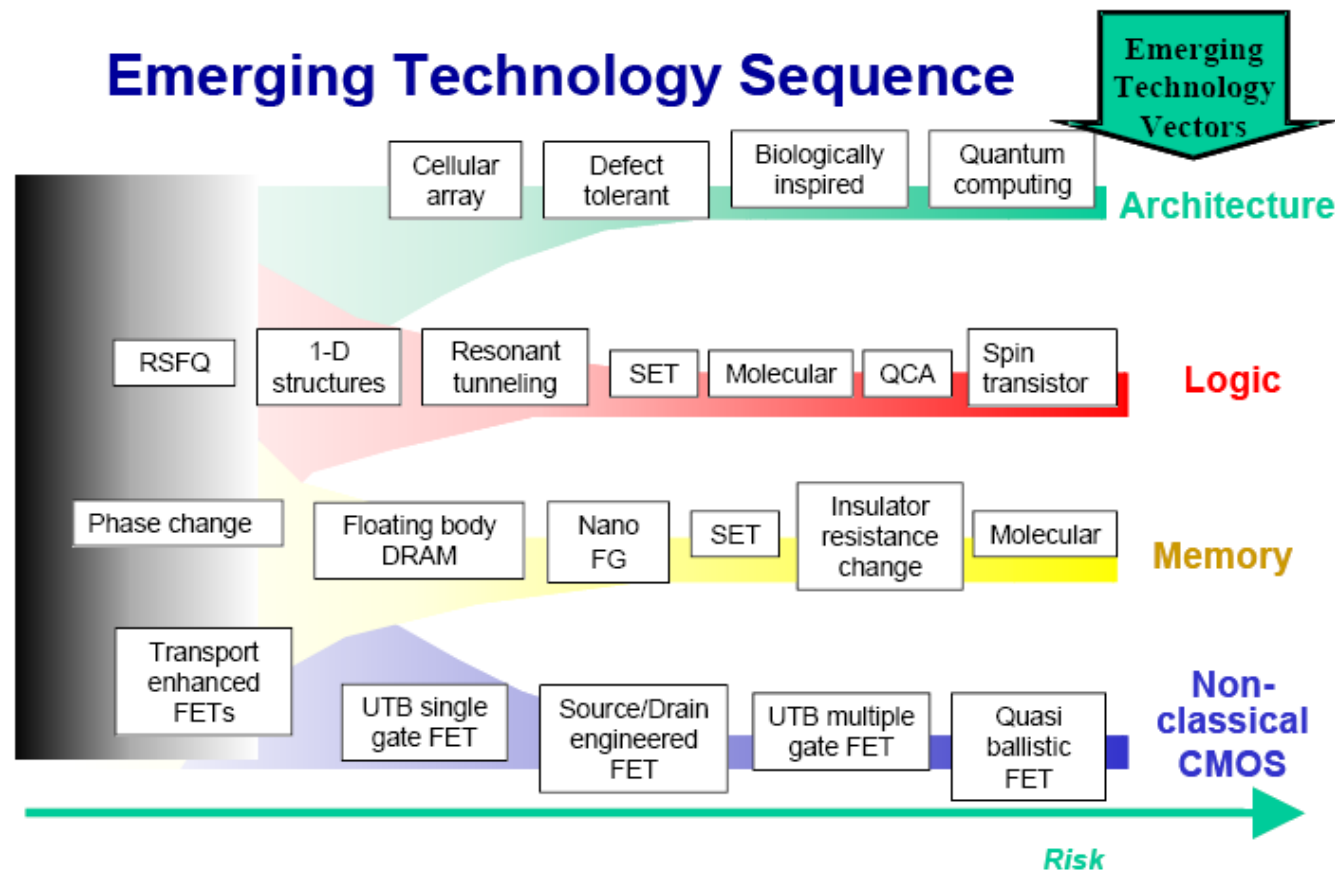 Emerging Technology Sequence
Emerging
Technology
Vectors
Cellular
array
Defect
tolerant
Biologically
inspired
Quantum
computing
Architecture
RSFQ
1-D
structures
Resonant
tunneling
SET
Molecular
QCA
Spin
transistor
Logic
Phase change
Floating body
DRAM
Nano
FG
SET
Insulator
resistance
change
Molecular
Memory
Transport
enhanced
FETs
UTB single
gate FET
Source/Drain
engineered
FET
UTB multiple
gate FET
Quasi
ballistic
FET
Non-
classical
CMOS
Risk